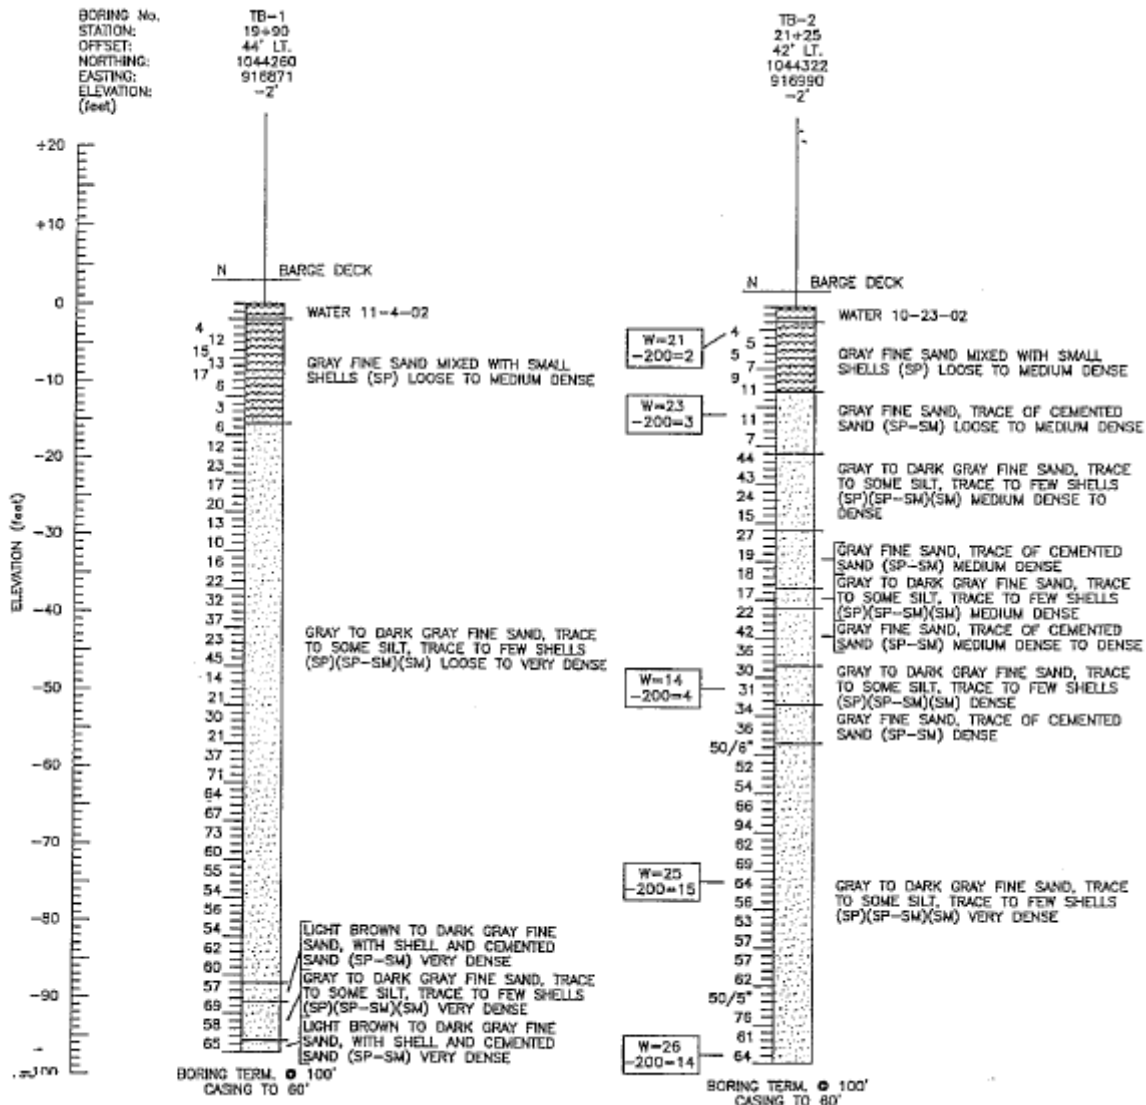 BORING No.
STATION:
OFFSET:
NORTHING:
EASTING:
ELEVATION:
(feet)
TB-1
19+90
44' LT.
1044260
916871
-2'
TB-2
21+25
42' LT.
1044322
916990
-2'
ELEVATION (feet)
+20
+10
0
-10
-20
-30
-40
-50
-60
-70
-80
-90
-100
N
BARGE DECK
WATER 11-4-02
GRAY FINE SAND MIXED WITH SMALL
SHELLS (SP) LOOSE TO MEDIUM DENSE
GRAY TO DARK GRAY FINE SAND, TRACE
TO SOME SILT, TRACE TO FEW SHELLS
(SP)(SP-SM)(SM) LOOSE TO VERY DENSE
LIGHT BROWN TO DARK GRAY FINE
SAND, WITH SHELL AND CEMENTED
SAND (SP-SM) VERY DENSE
GRAY TO DARK GRAY FINE SAND, TRACE
TO SOME SILT, TRACE TO FEW SHELLS
(SP)(SP-SM)(SM) VERY DENSE
LIGHT BROWN TO DARK GRAY FINE
SAND, WITH SHELL AND CEMENTED
SAND (SP-SM) VERY DENSE
4
12
15
13
17
6
3
6
12
23
17
20
13
10
16
22
32
37
23
45
14
21
30
21
37
71
64
67
73
60
55
54
56
54
62
60
57
69
58
65
BORING TERM. @ 100'
CASING TO 60'
N
BARGE DECK
WATER 10-23-02
GRAY FINE SAND MIXED WITH SMALL
SHELLS (SP) LOOSE TO MEDIUM DENSE
GRAY FINE SAND, TRACE OF CEMENTED
SAND (SP-SM) LOOSE TO MEDIUM DENSE
GRAY TO DARK GRAY FINE SAND, TRACE
TO SOME SILT, TRACE TO FEW SHELLS
(SP)(SP-SM)(SM) MEDIUM DENSE TO
DENSE
GRAY FINE SAND, TRACE OF CEMENTED
SAND (SP-SM) MEDIUM DENSE
GRAY TO DARK GRAY FINE SAND, TRACE
TO SOME SILT, TRACE TO FEW SHELLS
(SP)(SP-SM)(SM) MEDIUM DENSE
GRAY FINE SAND, TRACE OF CEMENTED
SAND (SP-SM) MEDIUM DENSE TO DENSE
GRAY TO DARK GRAY FINE SAND, TRACE
TO SOME SILT, TRACE TO FEW SHELLS
(SP)(SP-SM)(SM) DENSE
GRAY FINE SAND, TRACE OF CEMENTED
SAND (SP-SM) DENSE
GRAY TO DARK GRAY FINE SAND, TRACE
TO SOME SILT, TRACE TO FEW SHELLS
(SP)(SP-SM)(SM) VERY DENSE
W=21
-200=2
W=23
-200=3
W=14
-200=4
W=25
-200=15
W=26
-200=14
4
5
5
7
9
11
11
7
44
43
24
15
27
19
18
17
22
42
36
30
31
34
36
50/6"
52
54
66
94
62
69
64
56
53
57
57
62
50/5"
76
61
64
BORING TERM. @ 100'
CASING TO 60'